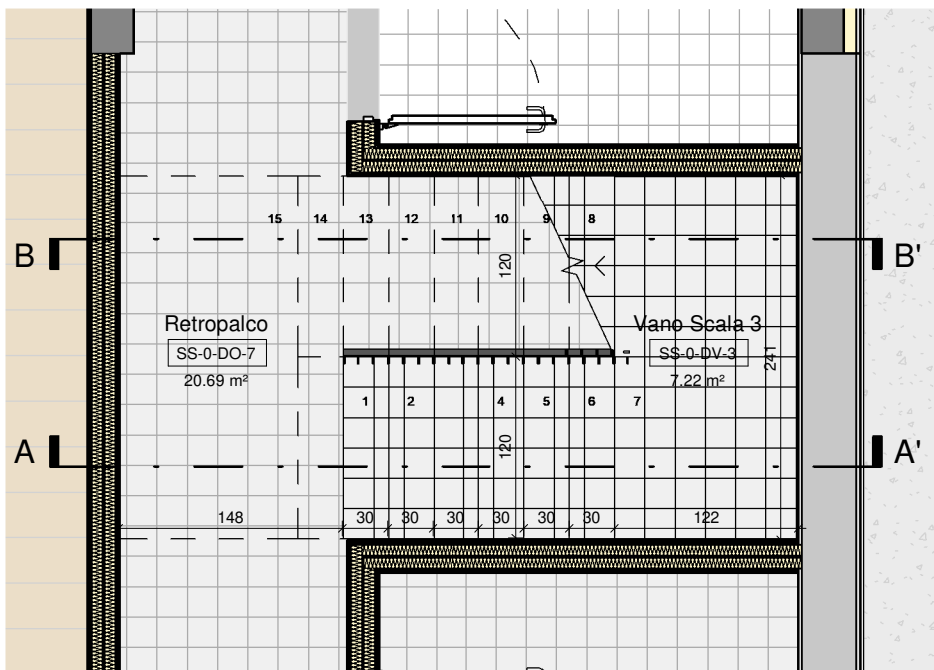 15 14 13 12 11 10 9 8
B B'
120
Retropalco Vano Scala 3
SS-0-DO-7 SS-0-DV-3
20.69 m² 7.22 m²
241
1 2 4 5 6 7
A A'
120
148 30 30 30 30 30 30 122